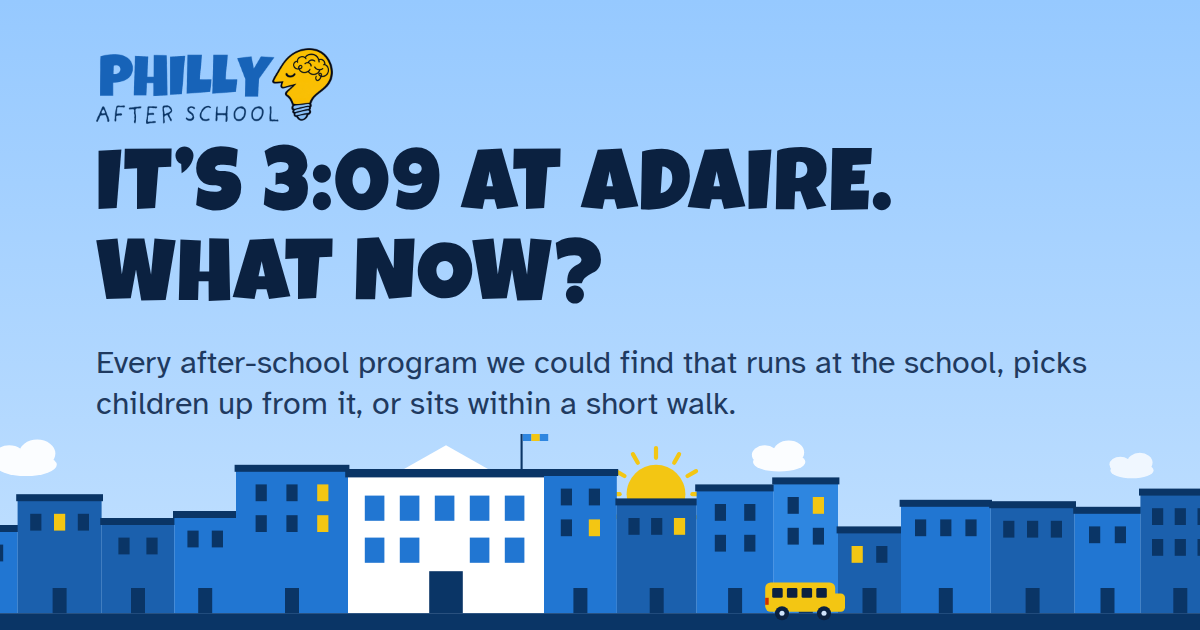 PHILLY
AFTER SCHOOL
IT'S 3:09 AT ADAIRE.
WHAT NOW?
Every after-school program we could find that runs at the school, picks
children up from it, or sits within a short walk.